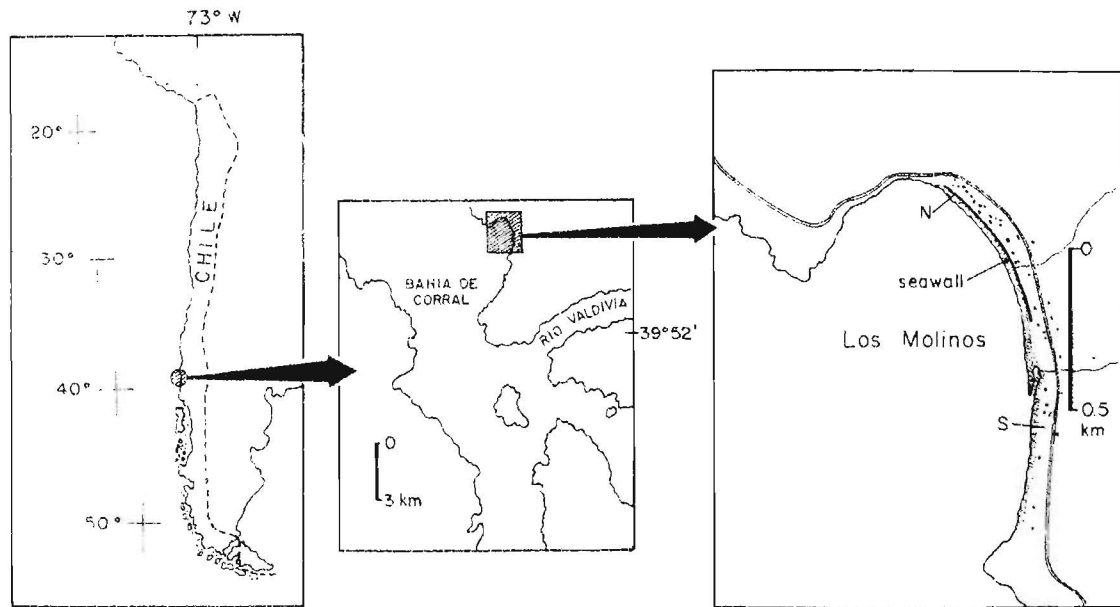 73° W
20°
30°
40°
50°
CHILE
BAHIA DE
CORRAL
RIO VALDIVIA
39°52'
0
3 km
N
seawall
Los Molinos
S
0
0.5
km